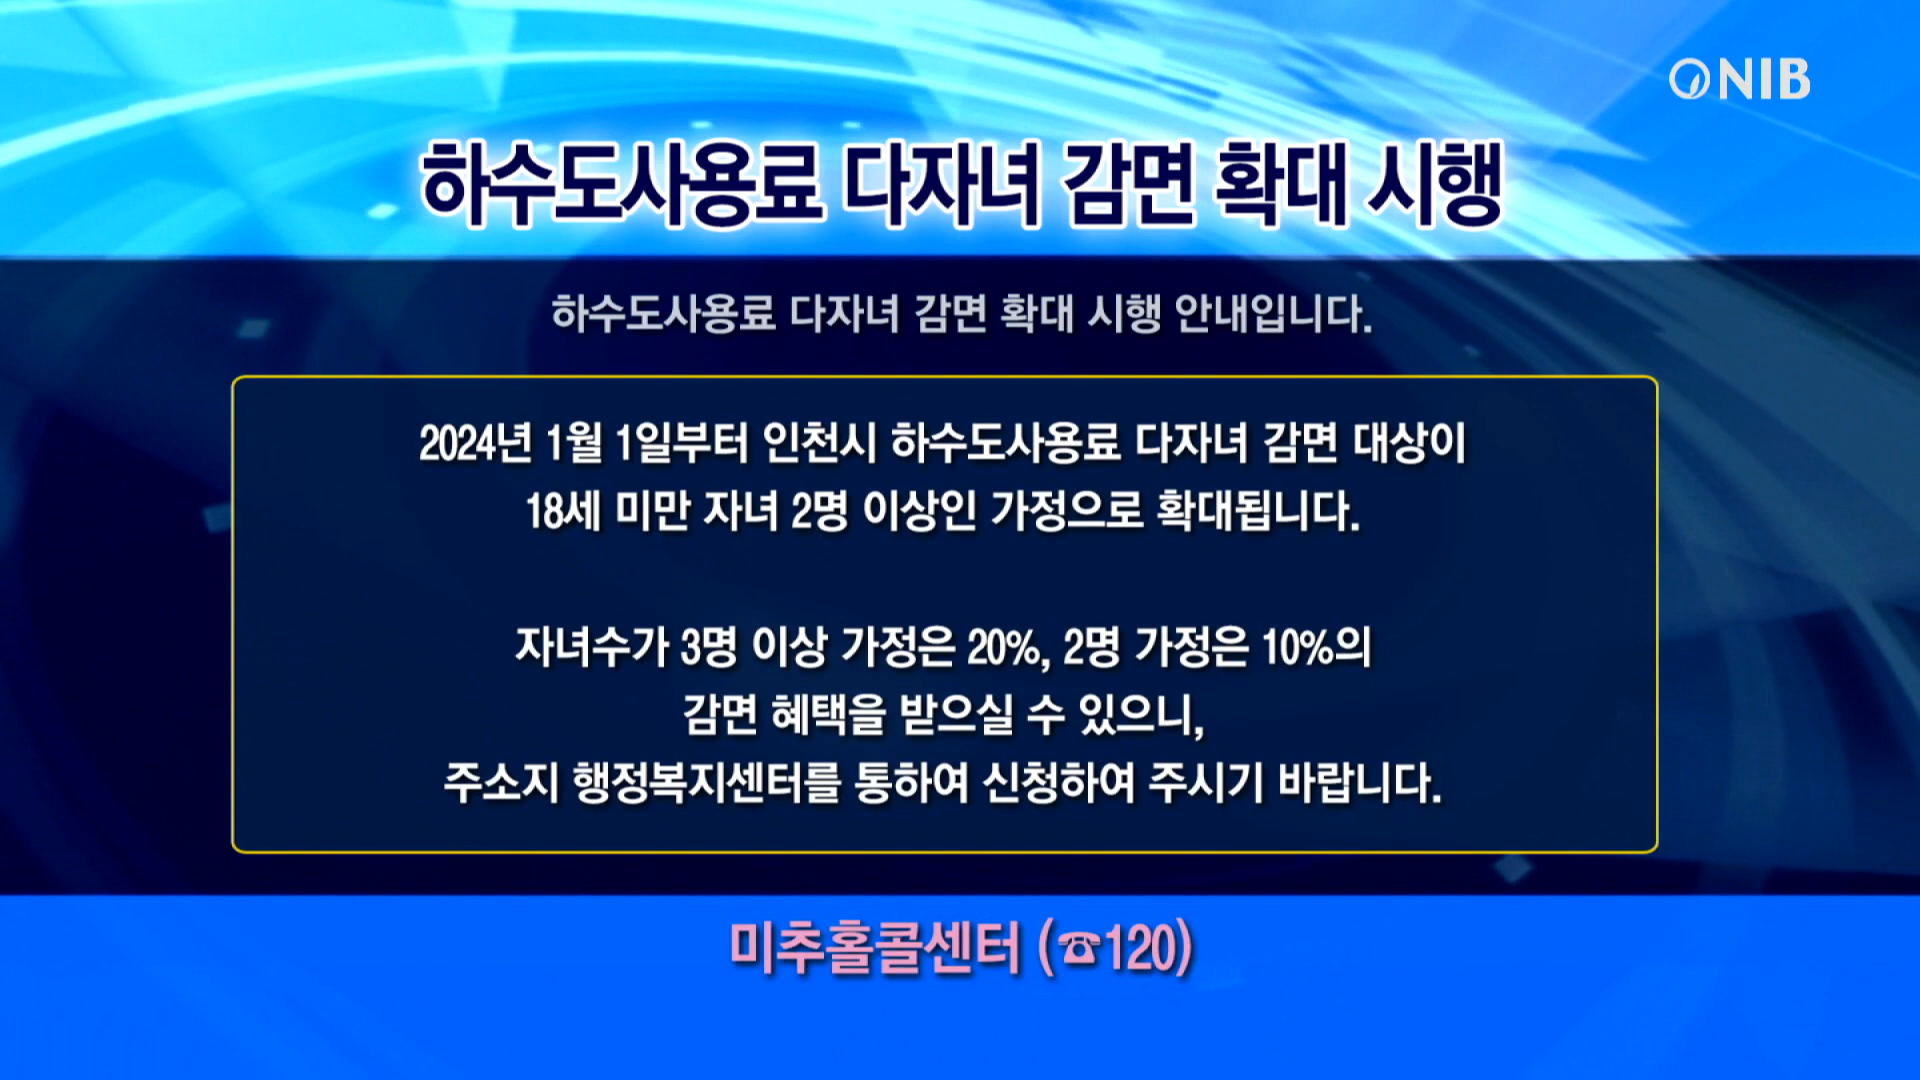 NIB
하수도사용료 다자녀 감면 확대 시행
하수도사용료 다자녀 감면 확대 시행 안내입니다.
2024년 1월 1일부터 인천시 하수도사용료 다자녀 감면 대상이
18세 미만 자녀 2명 이상인 가정으로 확대됩니다.
자녀수가 3명 이상 가정은 20%, 2명 가정은 10%의
감면 혜택을 받으실 수 있으니,
주소지 행정복지센터를 통하여 신청하여 주시기 바랍니다.
미추홀콜센터 (☎120)